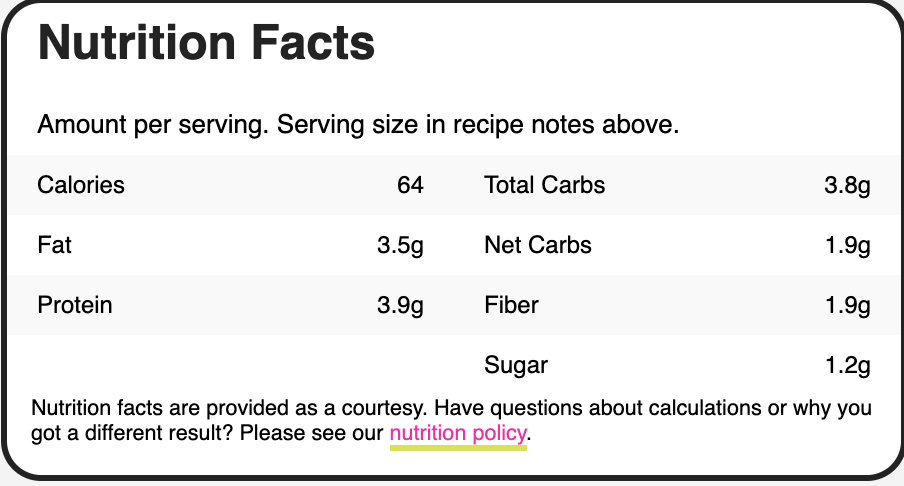 Nutrition Facts
Amount per serving. Serving size in recipe notes above.
Calories 64 Total Carbs 3.8g
Fat 3.5g Net Carbs 1.9g
Protein 3.9g Fiber 1.9g
Sugar 1.2g
Nutrition facts are provided as a courtesy. Have questions about calculations or why you
got a different result? Please see our nutrition policy.